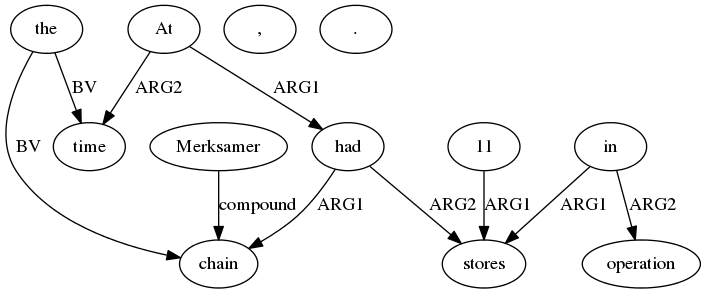 the At , .
BV ARG2 ARG1
time Merksamer had 11 in
BV compound ARG1 ARG2 ARG1 ARG1 ARG2
chain stores operation